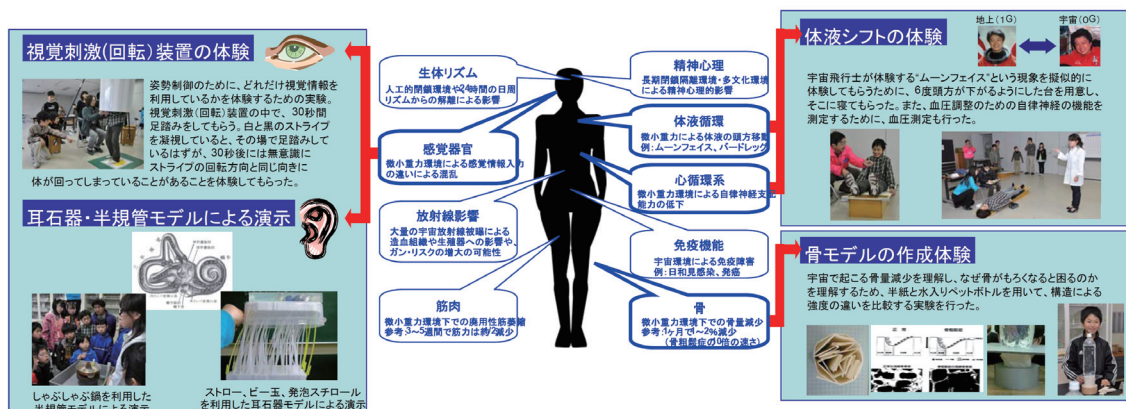 視覚刺激(回転)装置の体験
姿勢制御のために、どれだけ視覚情報を
利用しているかを体験するための実験。
視覚刺激(回転)装置の中で、30秒間
足踏みをしてもらう。白と黒のストライプ
を凝視していると、その場で足踏みして
いるはずが、30秒後には無意識に
ストライプの回転方向と同じ向きに
体が回ってしまっていることがあることを体験してもらった。
耳石器・半規管モデルによる演示
しゃぶしゃぶ鍋を利用した
半規管モデルによる演示
ストロー、ビー玉、発泡スチロール
を利用した耳石器モデルによる演示
生体リズム
人工的閉鎖環境や24時間の日周
リズムからの解離による影響
感覚器官
微小重力環境による感覚情報入力
の違いによる混乱
放射線影響
大量の宇宙放射線被曝による
造血組織や生殖器への影響や、
ガン・リスクの増大の可能性
筋肉
微小重力環境下での廃用性筋萎縮
参考:3~5週間で筋力は約/2減少
精神心理
長期閉鎖隔離環境・多文化環境
による精神心理的影響
体液循環
微小重力による体液の頭方移動
例:ムーンフェイス、バードレッグ
心循環系
微小重力環境による自律神経支配
能力の低下
免疫機能
宇宙環境による免疫障害
例:日和見感染、発癌
骨
微小重力環境下での骨量減少
参考:1ヶ月で1~2%減少
(骨粗鬆症の0倍の速さ)
地上(1G)
宇宙(0G)
体液シフトの体験
宇宙飛行士が体験する“ムーンフェイス”という現象を擬似的に
体験してもらうために、6度頭方が下がるようにした台を用意し、
そこに寝てもらった。また、血圧調整のための自律神経の機能を
測定するために、血圧測定も行った。
骨モデルの作成体験
宇宙で起こる骨量減少を理解し、なぜ骨がもろくなると困るのか
を理解するため、半紙と水入りペットボトルを用いて、構造による
強度の違いを比較する実験を行った。